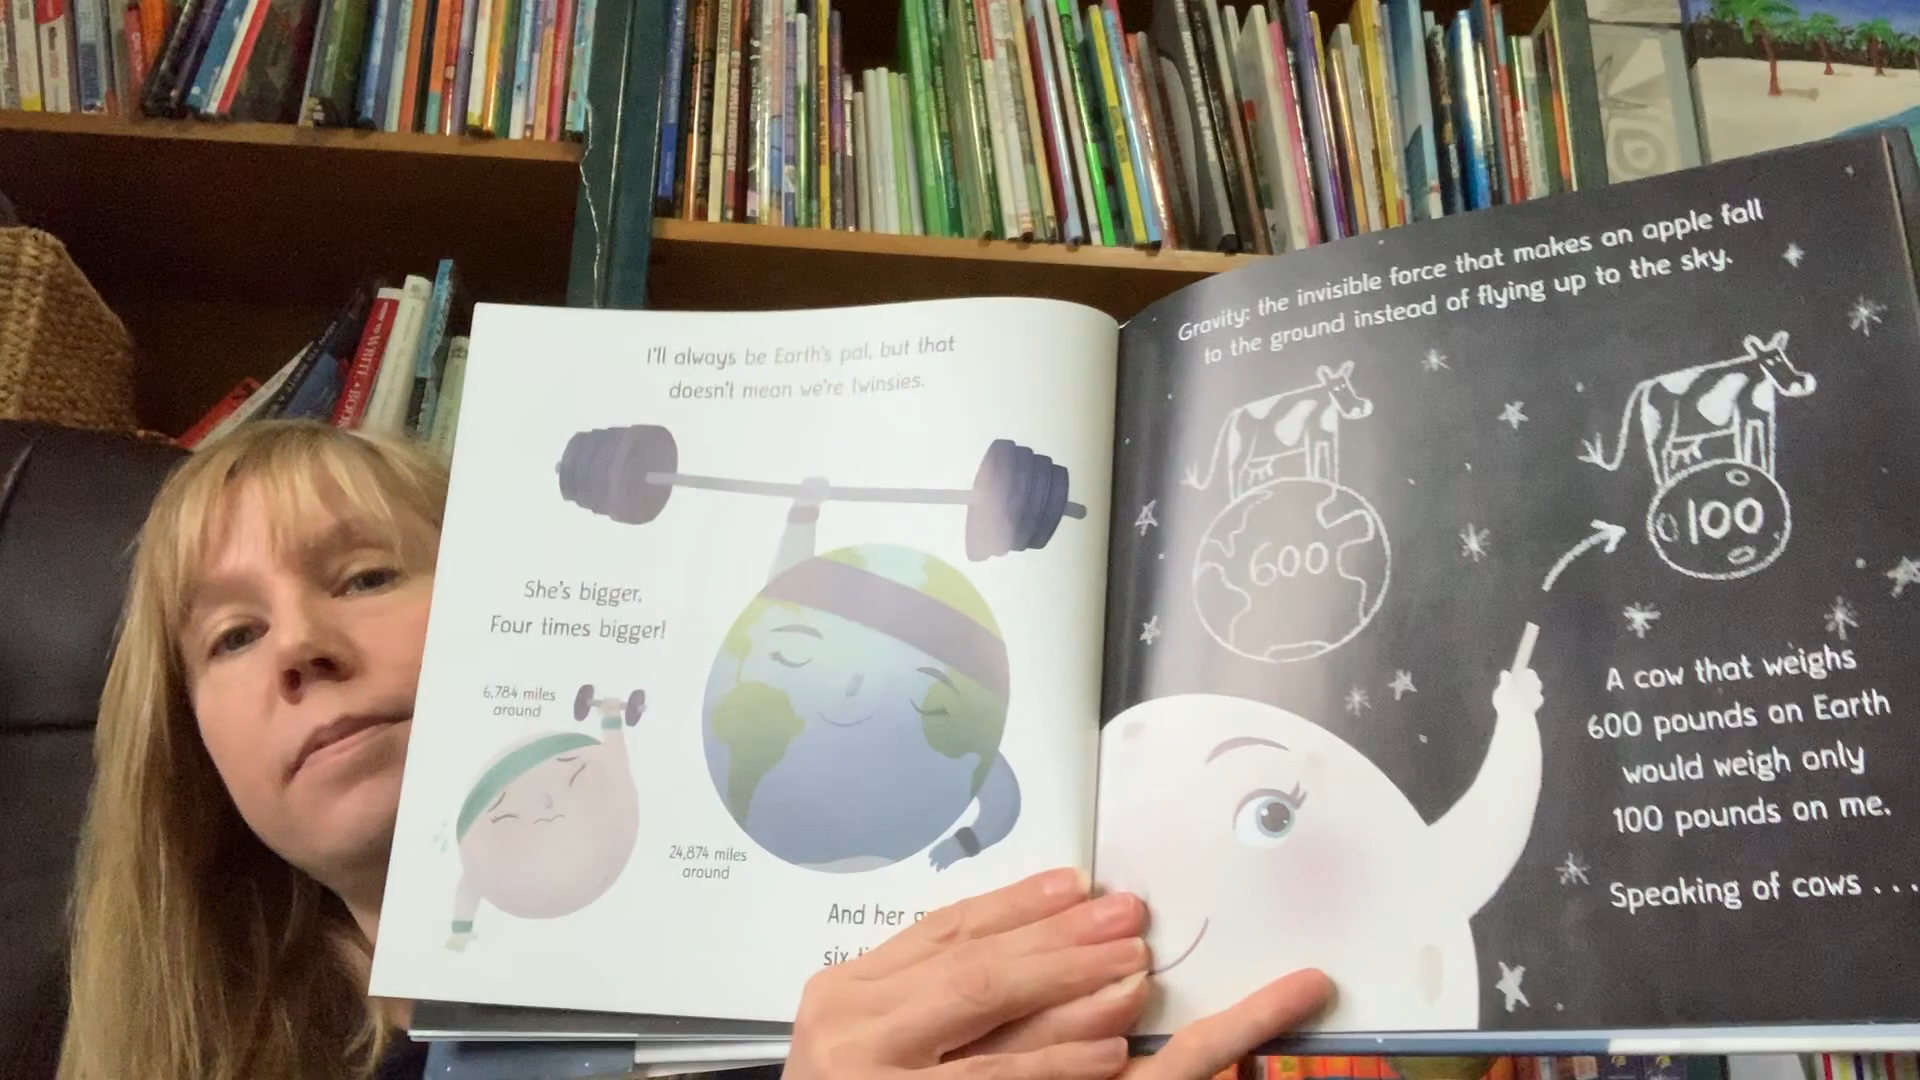 I'll always be Earth's pal, but that
doesn't mean we're twinsies.
She's bigger.
Four times bigger!
6,784 miles
around
24,874 miles
around
And her
six
Gravity: the invisible force that makes an apple fall
to the ground instead of flying up to the sky.
600
100
A cow that weighs
600 pounds on Earth
would weigh only
100 pounds on me.
Speaking of cows . . .